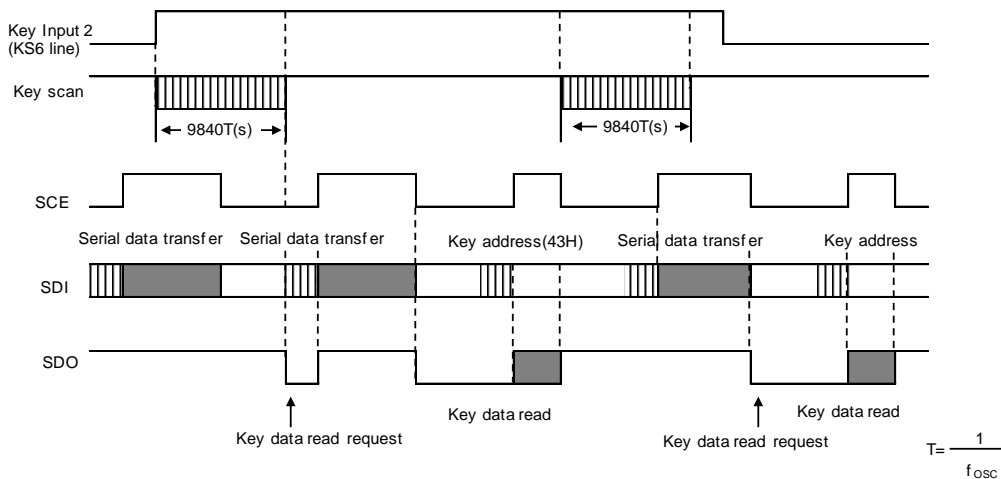 Key Input 2
(KS6 line)
Key scan
9840T(s)
9840T(s)
SCE
Serial data transfer
Serial data transfer
Key address(43H)
Serial data transfer
Key address
SDI
SDO
Key data read
Key data read
Key data read request
Key data read request
T= 1
fosc